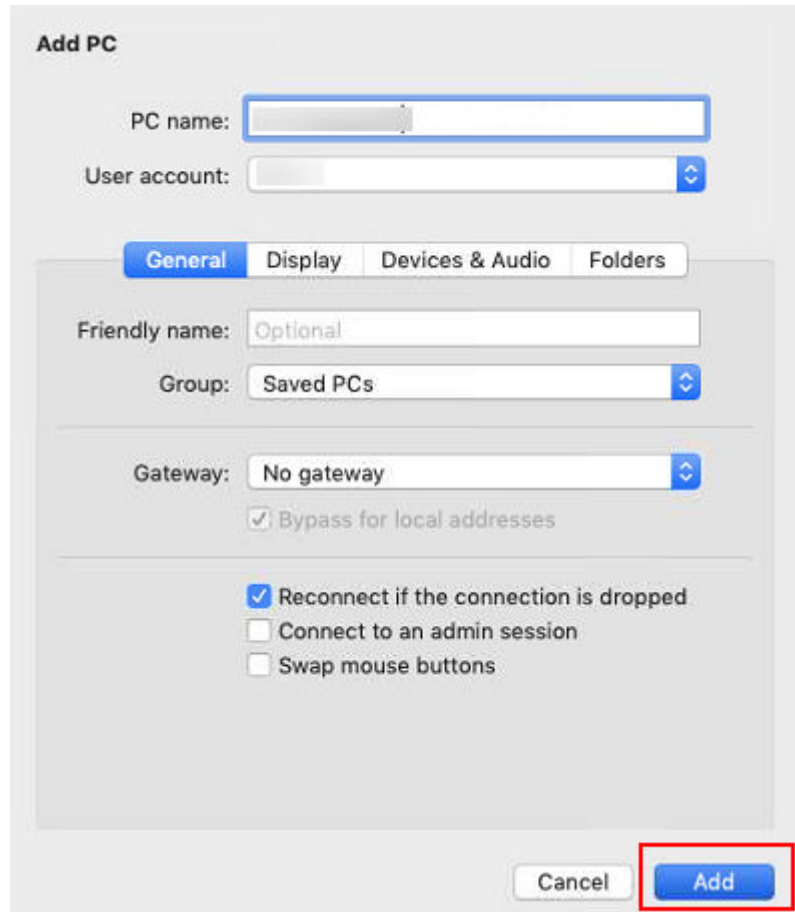 Add PC
PC name:
User account:
General Display Devices & Audio Folders
Friendly name: Optional
Group: Saved PCs
Gateway: No gateway
Bypass for local addresses
Reconnect if the connection is dropped
Connect to an admin session
Swap mouse buttons
Cancel Add